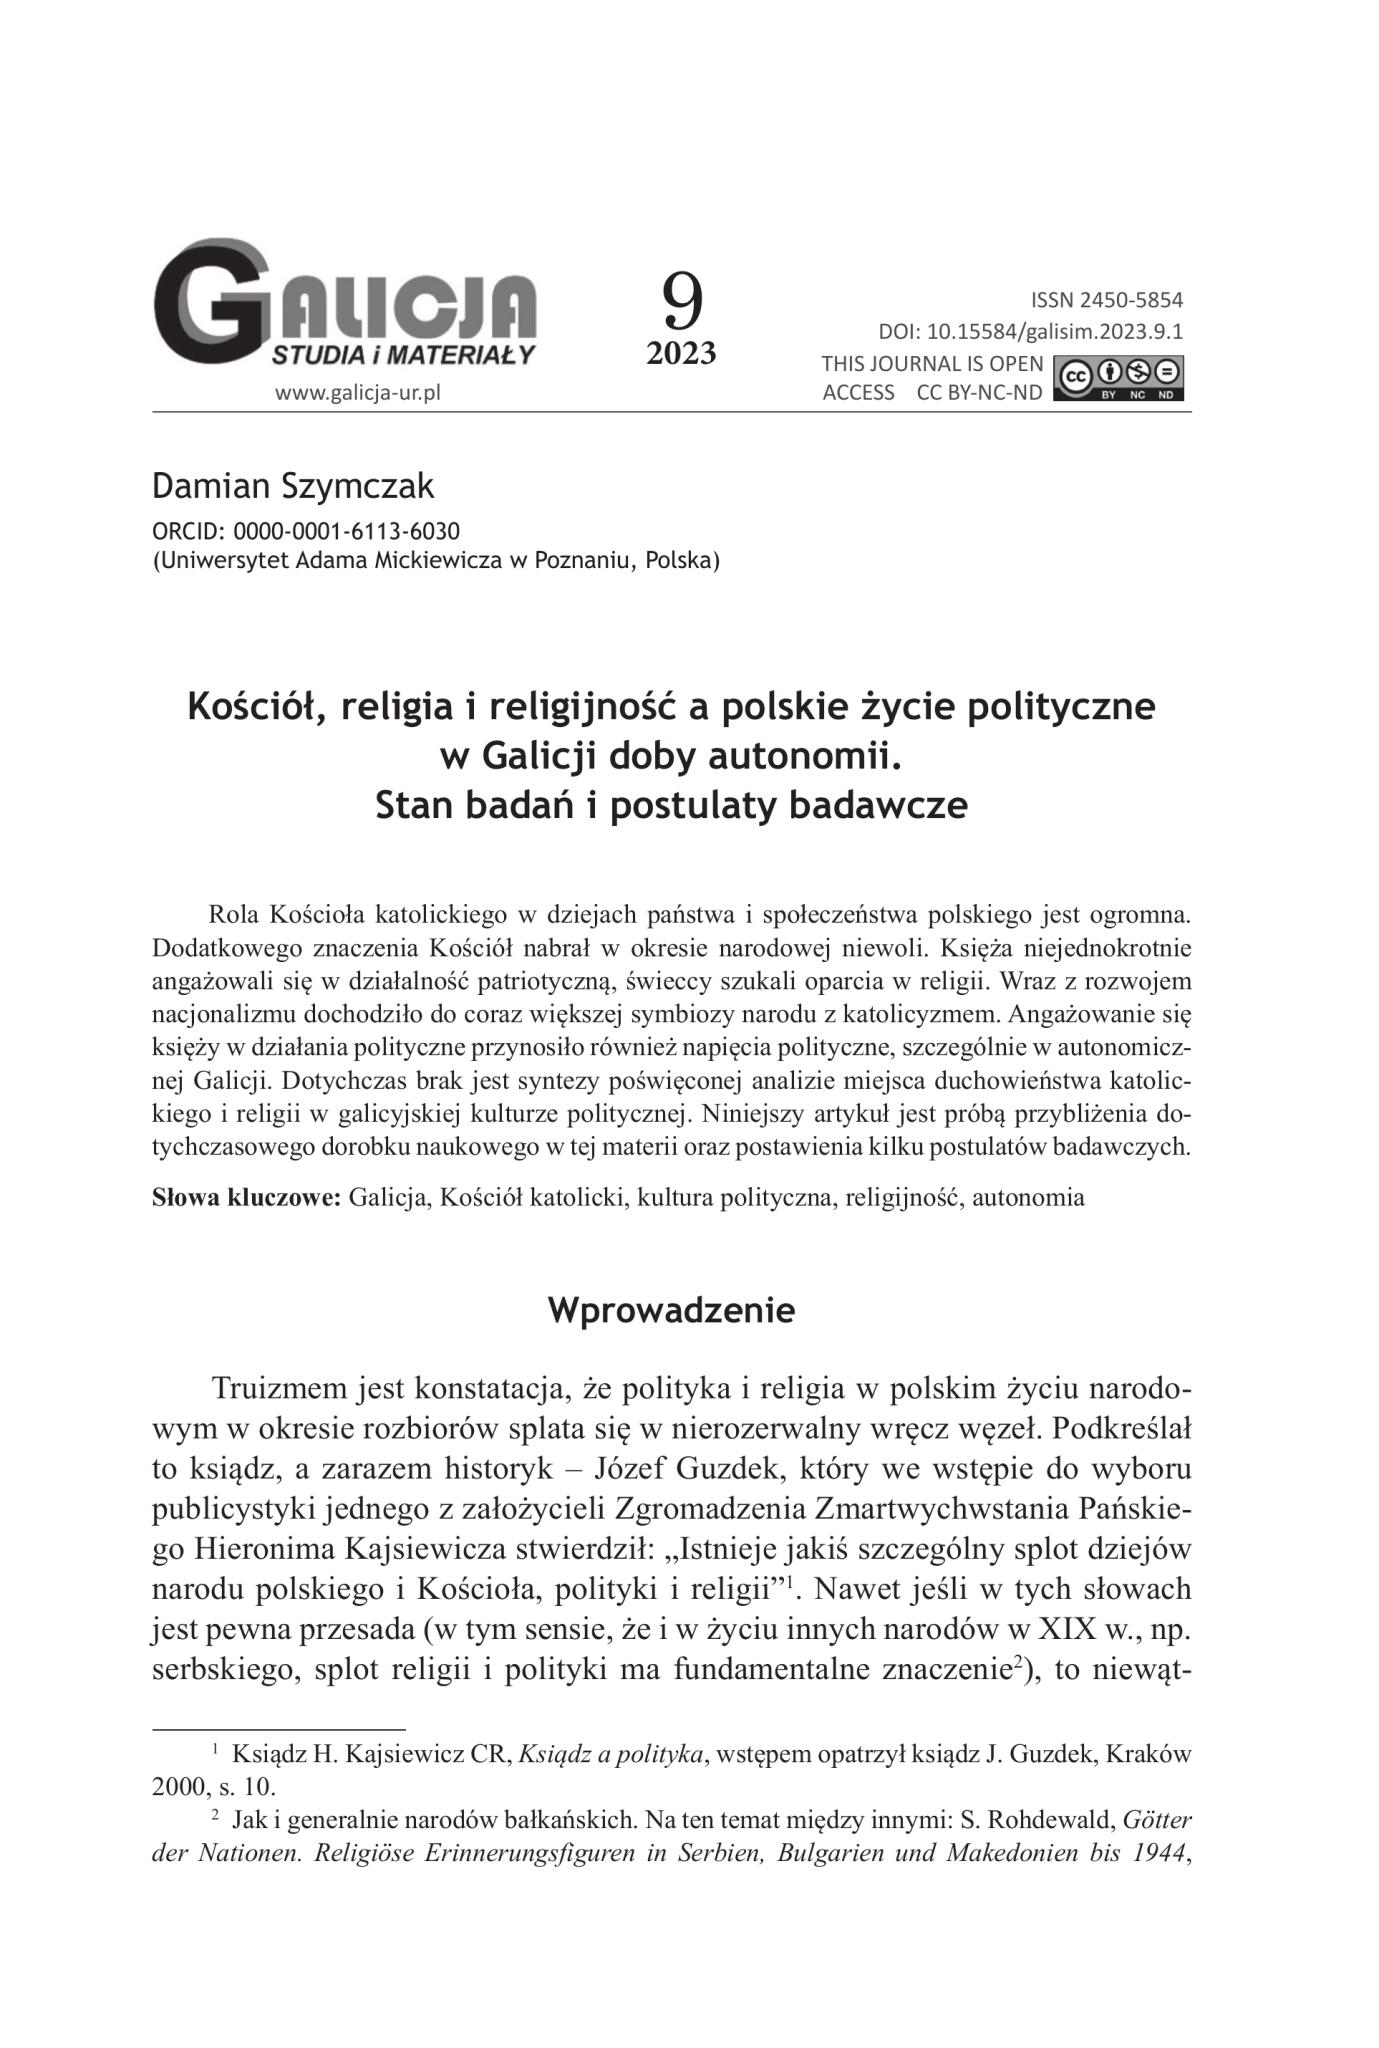 GALICJA
STUDIA i MATERIAŁY
www.galicja-ur.pl
9
2023
ISSN 2450-5854
DOI: 10.15584/galisim.2023.9.1
THIS JOURNAL IS OPEN
ACCESS CC BY-NC-ND
cc BY NC ND
Damian Szymczak
ORCID: 0000-0001-6113-6030
(Uniwersytet Adama Mickiewicza w Poznaniu, Polska)
Kościół, religia i religijność a polskie życie polityczne
w Galicji doby autonomii.
Stan badań i postulaty badawcze
Rola Kościoła katolickiego w dziejach państwa i społeczeństwa polskiego jest ogromna.
Dodatkowego znaczenia Kościół nabrał w okresie narodowej niewoli. Księża niejednokrotnie
angażowali się w działalność patriotyczną, świeccy szukali oparcia w religii. Wraz z rozwojem
nacjonalizmu dochodziło do coraz większej symbiozy narodu z katolicyzmem. Angażowanie się
księży w działania polityczne przynosiło również napięcia polityczne, szczególnie w autonomicz-
nej Galicji. Dotychczas brak jest syntezy poświęconej analizie miejsca duchowieństwa katolic-
kiego i religii w galicyjskiej kulturze politycznej. Niniejszy artykuł jest próbą przybliżenia do-
tychczasowego dorobku naukowego w tej materii oraz postawienia kilku postulatów badawczych.
Słowa kluczowe: Galicja, Kościół katolicki, kultura polityczna, religijność, autonomia
Wprowadzenie
Truizmem jest konstatacja, że polityka i religia w polskim życiu narodo-
wym w okresie rozbiorów splata się w nierozerwalny wręcz węzeł. Podkreślał
to ksiądz, a zarazem historyk – Józef Guzdek, który we wstępie do wyboru
publicystyki jednego z założycieli Zgromadzenia Zmartwychwstania Pańskie-
go Hieronima Kajsiewicza stwierdził: „Istnieje jakiś szczególny splot dziejów
narodu polskiego i Kościoła, polityki i religii”¹. Nawet jeśli w tych słowach
jest pewna przesada (w tym sensie, że i w życiu innych narodów w XIX w., np.
serbskiego, splot religii i polityki ma fundamentalne znaczenie²), to niewąt-
¹ Ksiądz H. Kajsiewicz CR, Ksiądz a polityka, wstępem opatrzył ksiądz J. Guzdek, Kraków
2000, s. 10.
² Jak i generalnie narodów bałkańskich. Na ten temat między innymi: S. Rohdewald, Götter
der Nationen. Religiöse Erinnerungsfiguren in Serbien, Bulgarien und Makedonien bis 1944,